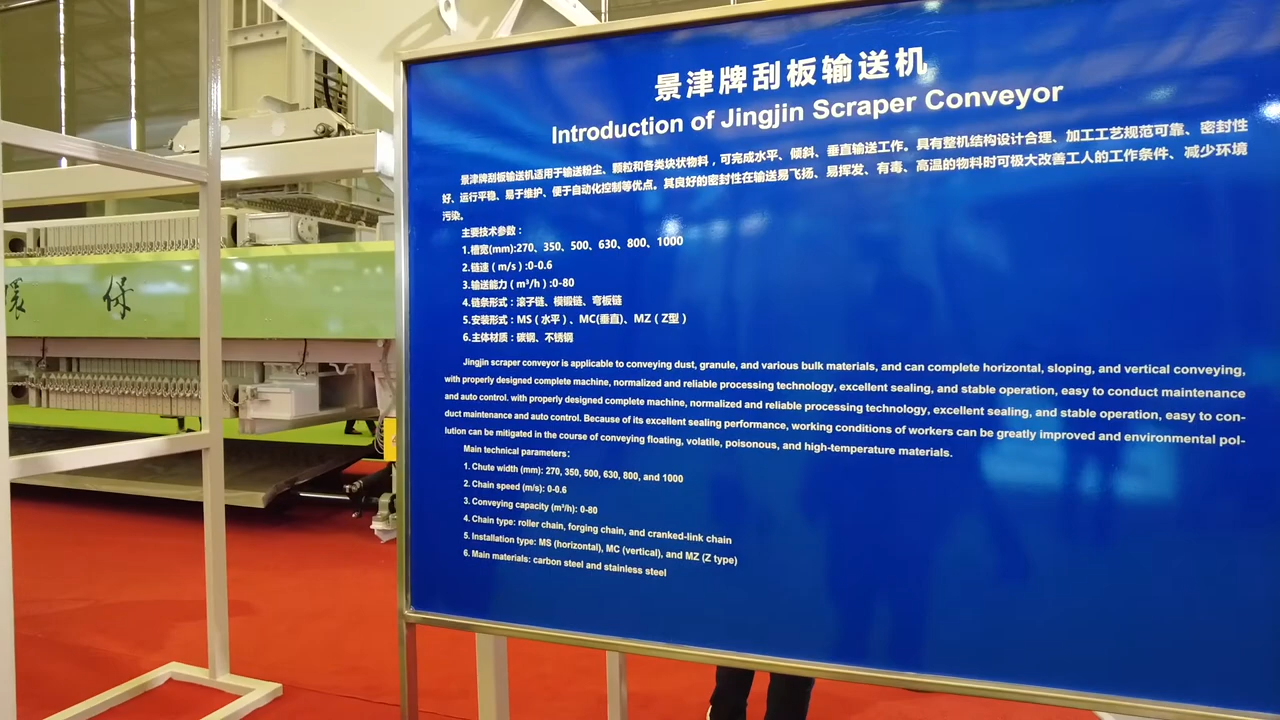 景津牌刮板输送机
Introduction of Jingjin Scraper Conveyor
景津牌刮板输送机适用于输送粉尘、颗粒和各类块状物料，可完成水平、倾斜、垂直输送工作。具有整机结构设计合理、加工工艺规范可靠、密封性
好、运行平稳、易于维护、便于自动化控制等优点。其良好的密封性在输送易飞扬、易挥发、有毒、高温的物料时可极大改善工人的工作条件、减少环境
污染。
主要技术参数：
1.槽宽(mm):270、350、500、630、800、1000
2.链速（m/s）:0-0.6
3.输送能力（m³/h）:0-80
4.链条形式：滚子链、模锻链、弯板链
5.安装形式：MS（水平）、MC(垂直)、MZ（Z型）
6.主体材质：碳钢、不锈钢
Jingjin scraper conveyor is applicable to conveying dust, granule, and various bulk materials, and can complete horizontal, sloping, and vertical conveying,
with properly designed complete machine, normalized and reliable processing technology, excellent sealing, and stable operation, easy to conduct maintenance
and auto control. with properly designed complete machine, normalized and reliable processing technology, excellent sealing, and stable operation, easy to con-
duct maintenance and auto control. Because of its excellent sealing performance, working conditions of workers can be greatly improved and environmental pol-
lution can be mitigated in the course of conveying floating, volatile, poisonous, and high-temperature materials.
Main technical parameters:
1. Chute width (mm): 270, 350, 500, 630, 800, and 1000
2. Chain speed (m/s): 0-0.6
3. Conveying capacity (m³/h): 0-80
4. Chain type: roller chain, forging chain, and cranked-link chain
5. Installation type: MS (horizontal), MC (vertical), and MZ (Z type)
6. Main materials: carbon steel and stainless steel
環 保